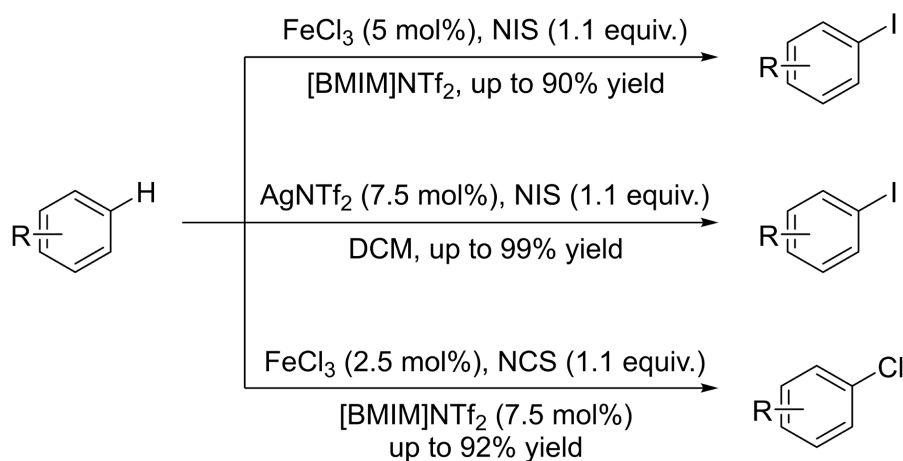 FeCl₃ (5 mol%), NIS (1.1 equiv.)
I
R
[BMIM]NTf₂, up to 90% yield
H
R
AgNTf₂ (7.5 mol%), NIS (1.1 equiv.)
I
R
DCM, up to 99% yield
FeCl₃ (2.5 mol%), NCS (1.1 equiv.)
Cl
R
[BMIM]NTf₂ (7.5 mol%)
up to 92% yield